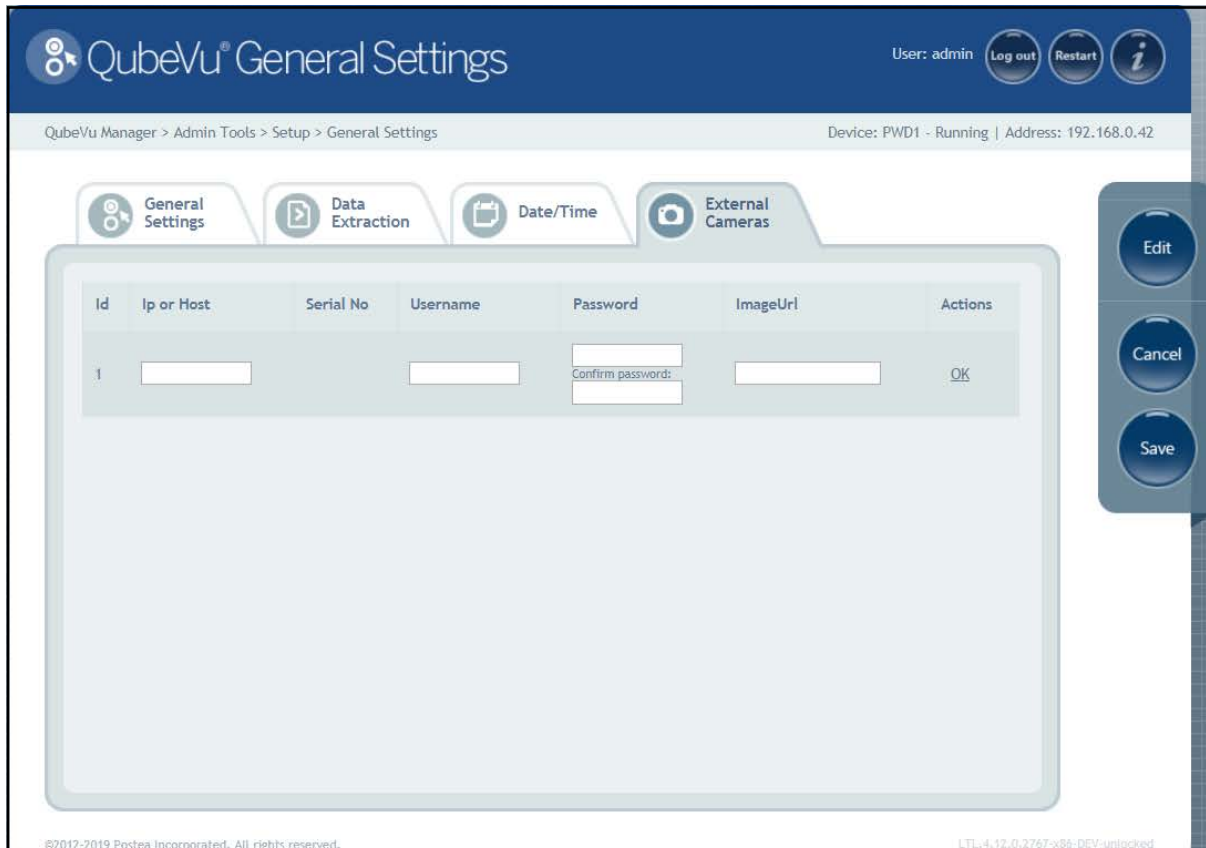 QubeVu® General Settings
User: admin
Log out
Restart
i
QubeVu Manager > Admin Tools > Setup > General Settings
Device: PWD1 - Running | Address: 192.168.0.42
General
Settings
Data
Extraction
Date/Time
External
Cameras
Edit
Cancel
Save
Id Ip or Host Serial No Username Password ImageUrl Actions
1
Confirm password:
OK
©2012-2019 Postea Incorporated. All rights reserved.
LTL.4.12.0.2767-x86-DEV-unlocked